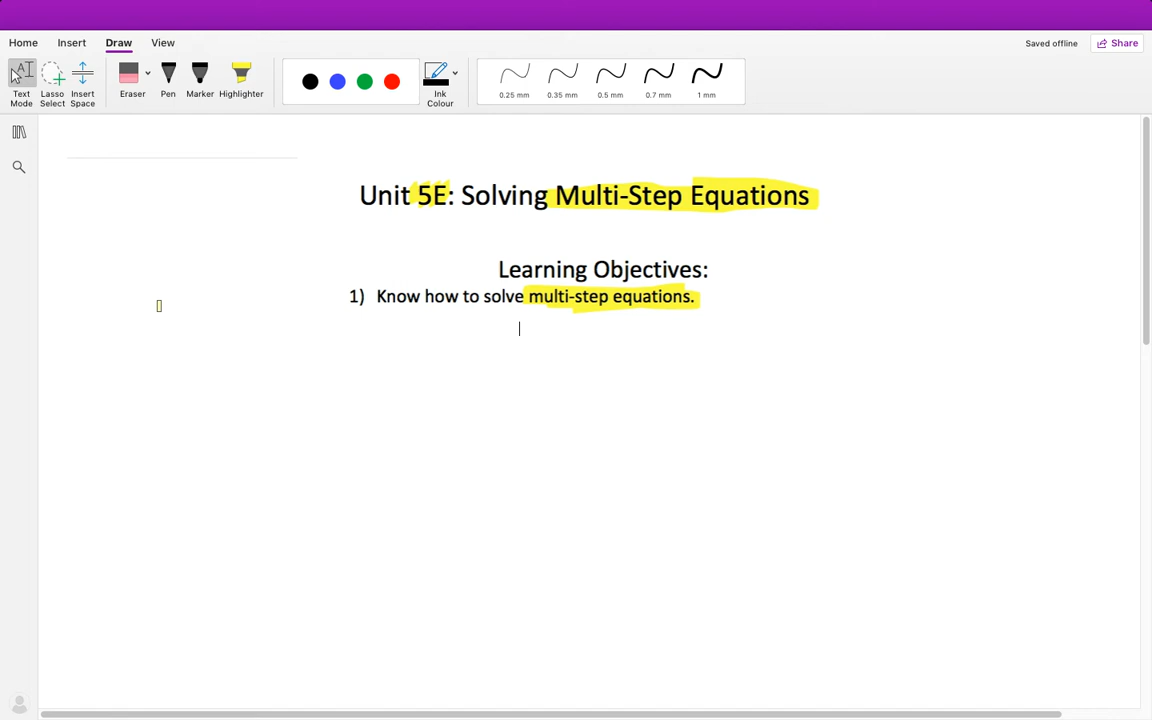 Home Insert Draw View
Saved offline Share
Text Mode
Lasso Select
Insert Space
Eraser
Pen
Marker
Highlighter
Ink Colour
0.25 mm 0.35 mm 0.5 mm 0.7 mm 1 mm
Unit 5E: Solving Multi-Step Equations
Learning Objectives:
1) Know how to solve multi-step equations.